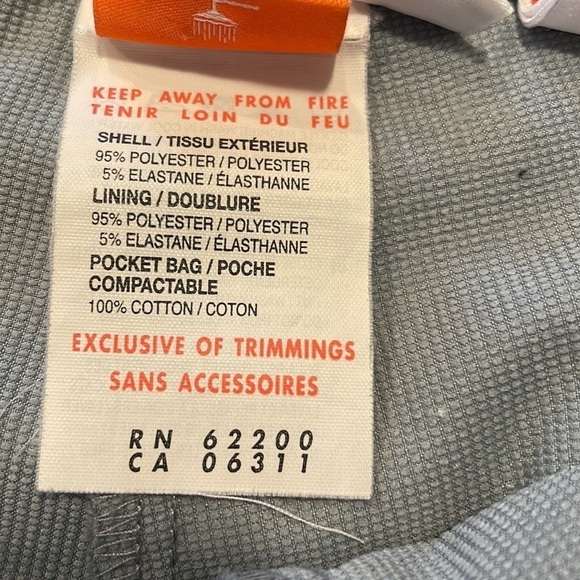 KEEP AWAY FROM FIRE
TENIR LOIN DU FEU
SHELL / TISSU EXTÉRIEUR
95% POLYESTER / POLYESTER
5% ELASTANE / ÉLASTHANNE
LINING / DOUBLURE
95% POLYESTER / POLYESTER
5% ELASTANE / ÉLASTHANNE
POCKET BAG / POCHE
COMPACTABLE
100% COTTON / COTON
EXCLUSIVE OF TRIMMINGS
SANS ACCESSOIRES
RN 62200
CA 06311